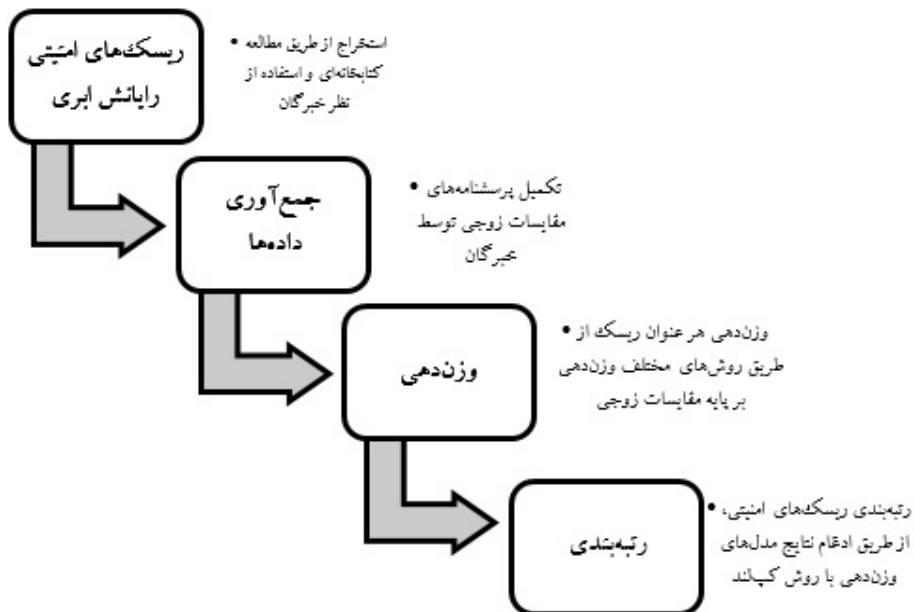 ریسک‌های امنیتی
رایانش ابری
• استخراج از طریق مطالعه
کتابخانه‌ای و استفاده از
نظر خبرگان
جمع‌آوری
داده‌ها
• تکمیل پرسشنامه‌های
مقایسات زوجی توسط
خبرگان
وزن‌دهی
• وزن‌دهی هر عنوان ریسک از
طریق روش‌های مختلف وزن‌دهی
بر پایه مقایسات زوجی
رتبه‌بندی
• رتبه‌بندی ریسک‌های امنیتی،
از طریق ادغام نتایج مدل‌های
وزن‌دهی با روش کپ‌لند